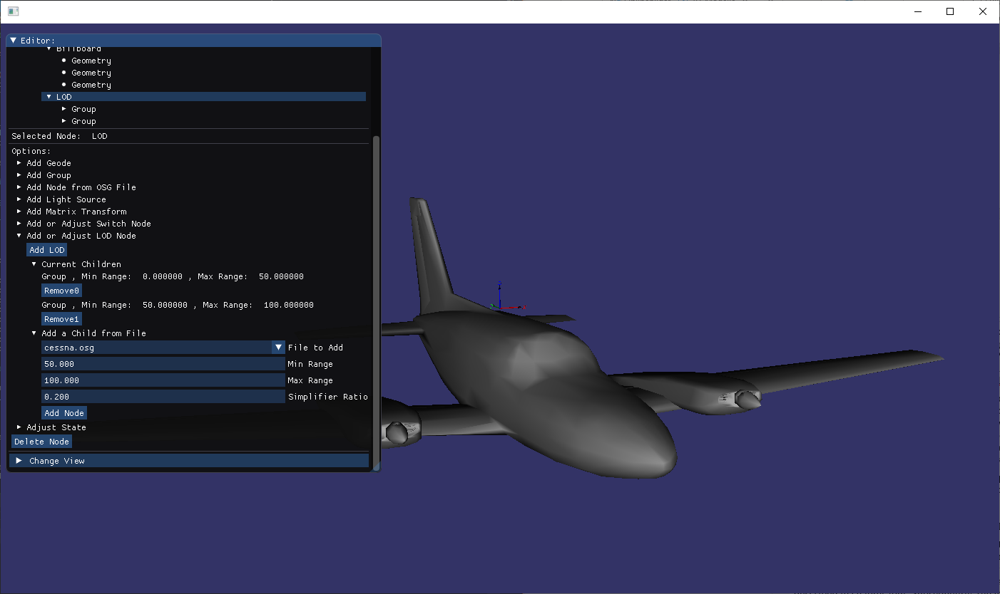 Editor:
Billboard
Geometry
Geometry
Geometry
LOD
Group
Group
Selected Node: LOD
Options:
Add Geode
Add Group
Add Node from OSG File
Add Light Source
Add Matrix Transform
Add or Adjust Switch Node
Add or Adjust LOD Node
Add LOD
Current Children
Group , Min Range: 0.000000 , Max Range: 50.000000
Remove0
Group , Min Range: 50.000000 , Max Range: 100.000000
Remove1
Add a Child from File
cessna.osg File to Add
50.000 Min Range
100.000 Max Range
0.200 Simplifier Ratio
Add Node
Adjust State
Delete Node
Change View